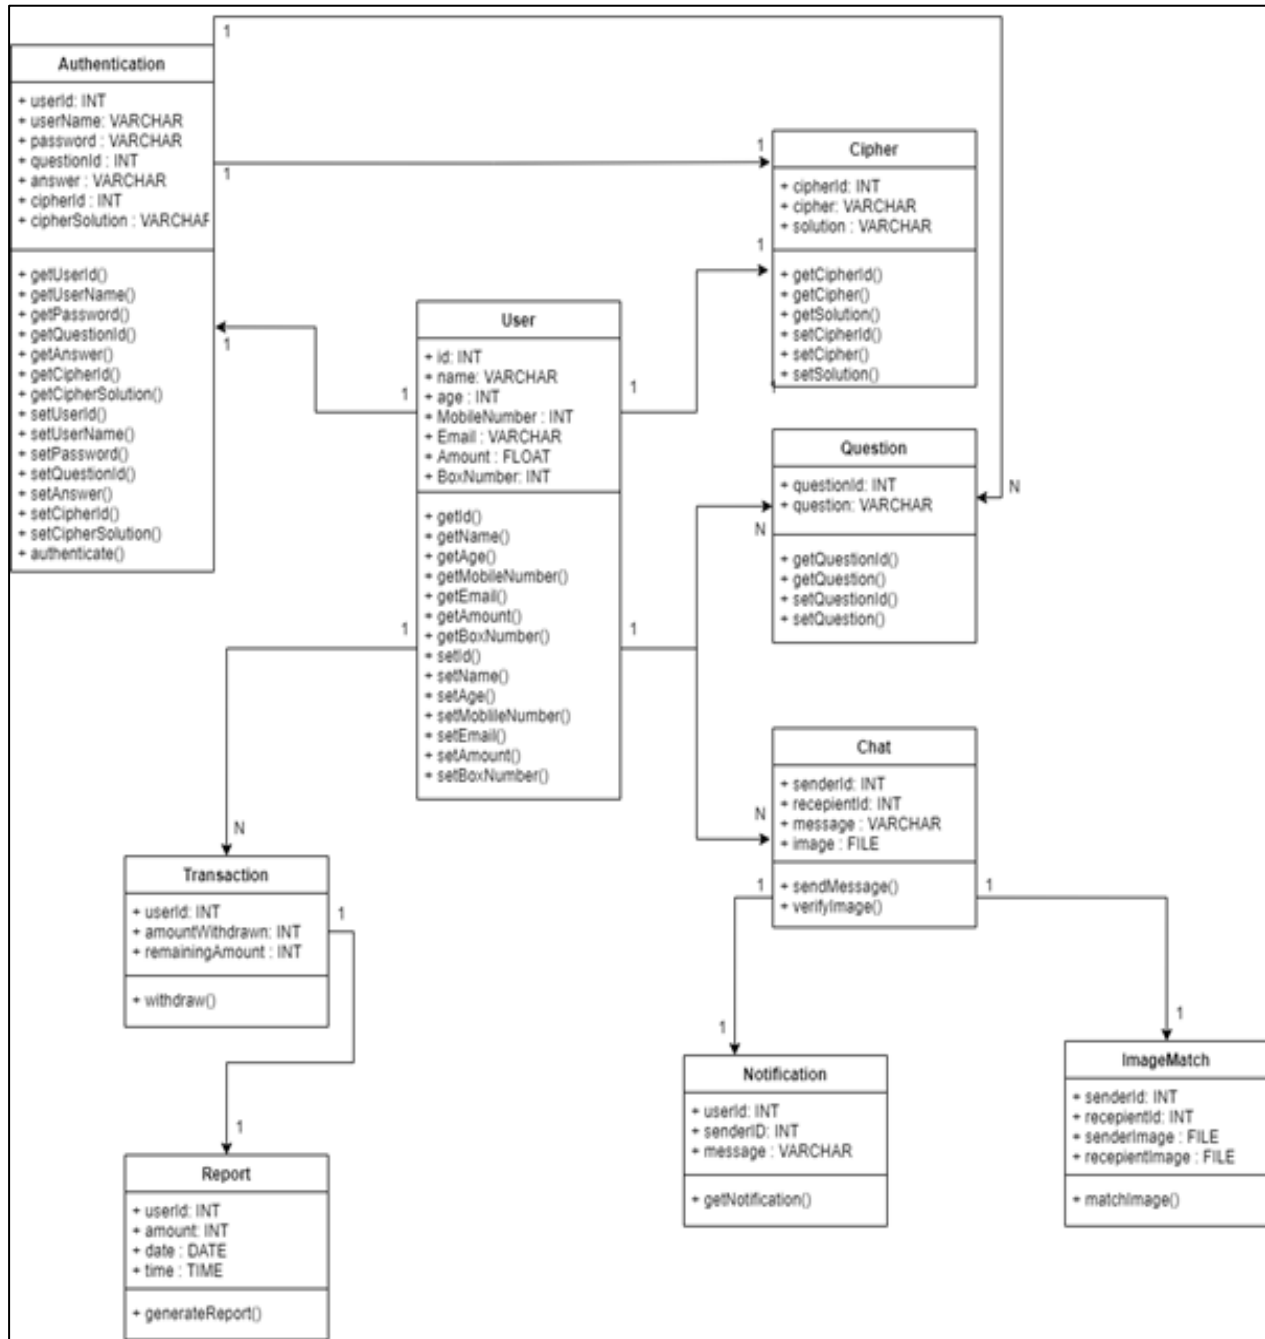 1
Authentication
+ userId: INT
+ userName: VARCHAR
+ password : VARCHAR
+ questionId : INT
+ answer : VARCHAR
+ cipherId : INT
+ cipherSolution : VARCHAR
+ getUserId()
+ getUserName()
+ getPassword()
+ getQuestionId()
+ getAnswer()
+ getCipherId()
+ getCipherSolution()
+ setUserId()
+ setUserName()
+ setPassword()
+ setQuestionId()
+ setAnswer()
+ setCipherId()
+ setCipherSolution()
+ authenticate()
1
1
1
1
Cipher
+ cipherId: INT
+ cipher: VARCHAR
+ solution : VARCHAR
+ getCipherId()
+ getCipher()
+ getSolution()
+ setCipherId()
+ setCipher()
+ setSolution()
User
+ id: INT
+ name: VARCHAR
+ age : INT
+ MobileNumber : INT
+ Email : VARCHAR
+ Amount : FLOAT
+ BoxNumber: INT
+ getId()
+ getName()
+ getAge()
+ getMobileNumber()
+ getEmail()
+ getAmount()
+ getBoxNumber()
+ setId()
+ setName()
+ setAge()
+ setMoblileNumber()
+ setEmail()
+ setAmount()
+ setBoxNumber()
1
1
1
1
Question
+ questionId: INT
+ question: VARCHAR
+ getQuestionId()
+ getQuestion()
+ setQuestionId()
+ setQuestion()
N
N
Chat
+ senderId: INT
+ recepientId: INT
+ message : VARCHAR
+ image : FILE
+ sendMessage()
+ verifyImage()
N
1
1
N
Transaction
+ userId: INT
+ amountWithdrawn: INT
+ remainingAmount : INT
+ withdraw()
1
1
Report
+ userId: INT
+ amount: INT
+ date : DATE
+ time : TIME
+ generateReport()
1
Notification
+ userId: INT
+ senderID: INT
+ message : VARCHAR
+ getNotification()
1
ImageMatch
+ senderId: INT
+ recepientId: INT
+ senderImage : FILE
+ recepientImage : FILE
+ matchImage()